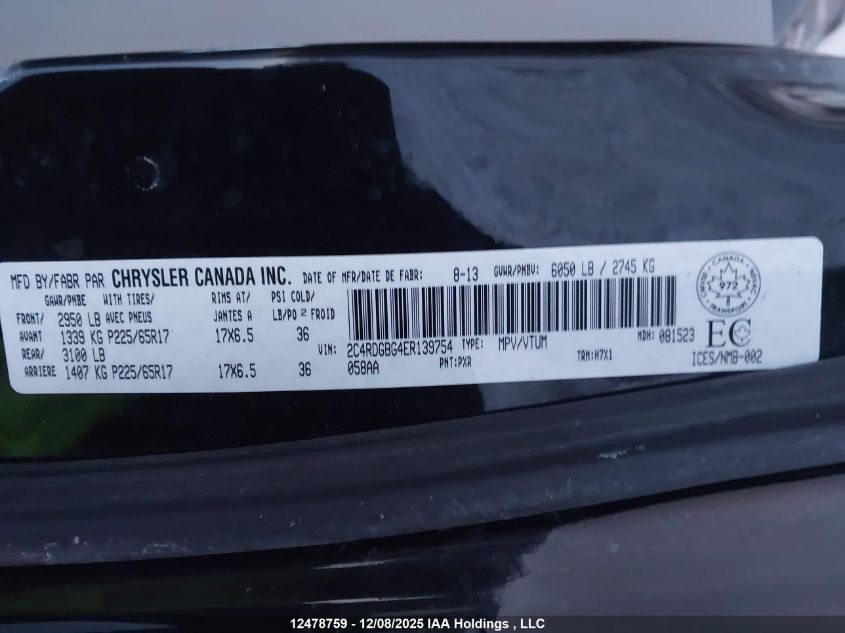 MFD BY/FABR PAR CHRYSLER CANADA INC. DATE OF MFR/DATE DE FABR: 8-13 GVWR/PNBV: 6050 LB / 2745 KG
GAWR/PNBE WITH TIRES/ RIMS AT/ PSI COLD/
FRONT/ 2950 LB AVEC PNEUS JANTES A LB/PO² FROID
AVANT 1339 KG P225/65R17 17X6.5 36
REAR/ 3100 LB
ARRIERE 1407 KG P225/65R17 17X6.5 36
VIN: 2C4RDGBG4ER139754 TYPE: MPV/VTUM MDH: 081523
058AA PNT:PXR TRM:H7X1
CANADA
972
TRANSPORT
EC
ICES/NMB-002
12478759 - 12/08/2025 IAA Holdings , LLC